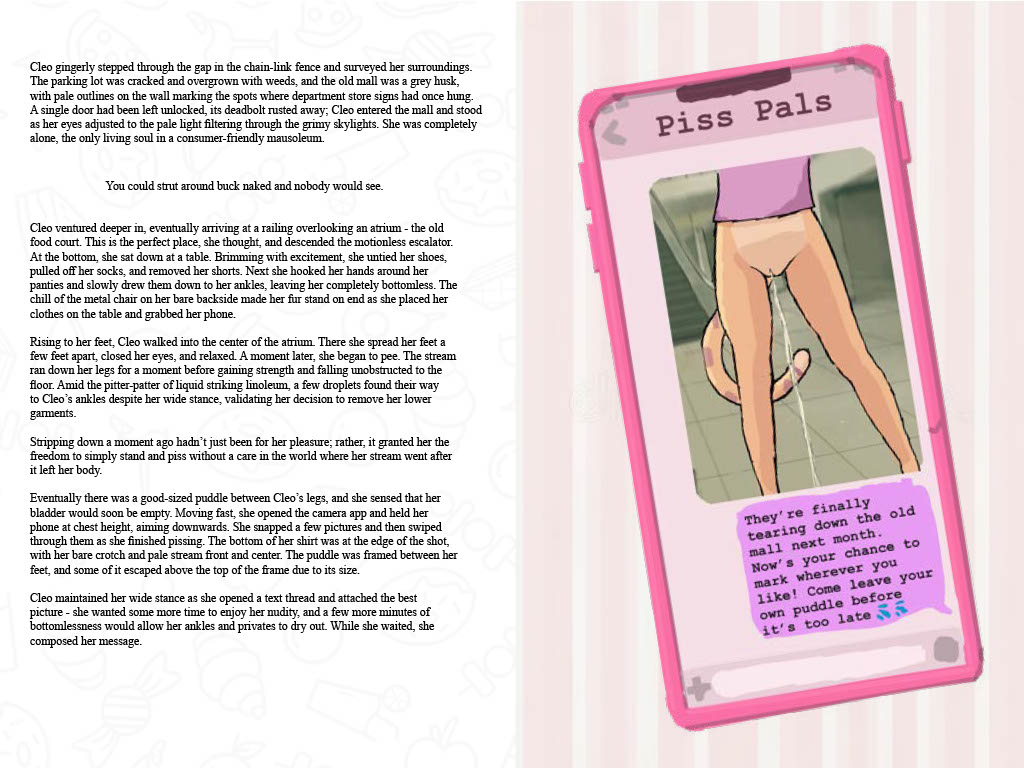 Cleo gingerly stepped through the gap in the chain-link fence and surveyed her surroundings.
The parking lot was cracked and overgrown with weeds, and the old mall was a grey husk,
with pale outlines on the wall marking the spots where department store signs had once hung.
A single door had been left unlocked, its deadbolt rusted away; Cleo entered the mall and stood
as her eyes adjusted to the pale light filtering through the grimy skylights. She was completely
alone, the only living soul in a consumer-friendly mausoleum.
You could strut around buck naked and nobody would see.
Cleo ventured deeper in, eventually arriving at a railing overlooking an atrium - the old
food court. This is the perfect place, she thought, and descended the motionless escalator.
At the bottom, she sat down at a table. Brimming with excitement, she untied her shoes,
pulled off her socks, and removed her shorts. Next she hooked her hands around her
panties and slowly drew them down to her ankles, leaving her completely bottomless. The
chill of the metal chair on her bare backside made her fur stand on end as she placed her
clothes on the table and grabbed her phone.
Rising to her feet, Cleo walked into the center of the atrium. There she spread her feet a
few feet apart, closed her eyes, and relaxed. A moment later, she began to pee. The stream
ran down her legs for a moment before gaining strength and falling unobstructed to the
floor. Amid the pitter-patter of liquid striking linoleum, a few droplets found their way
to Cleo's ankles despite her wide stance, validating her decision to remove her lower
garments.
Stripping down a moment ago hadn't just been for her pleasure; rather, it granted her the
freedom to simply stand and piss without a care in the world where her stream went after
it left her body.
Eventually there was a good-sized puddle between Cleo's legs, and she sensed that her
bladder would soon be empty. Moving fast, she opened the camera app and held her
phone at chest height, aiming downwards. She snapped a few pictures and then swiped
through them as she finished pissing. The bottom of her shirt was at the edge of the shot,
with her bare crotch and pale stream front and center. The puddle was framed between her
feet, and some of it escaped above the top of the frame due to its size.
Cleo maintained her wide stance as she opened a text thread and attached the best
picture - she wanted some more time to enjoy her nudity, and a few more minutes of
bottomlessness would allow her ankles and privates to dry out. While she waited, she
composed her message.
Piss Pals
They're finally
tearing down the old
mall next month.
Now's your chance to
mark wherever you
like! Come leave your
own puddle before
it's too late 💦💦